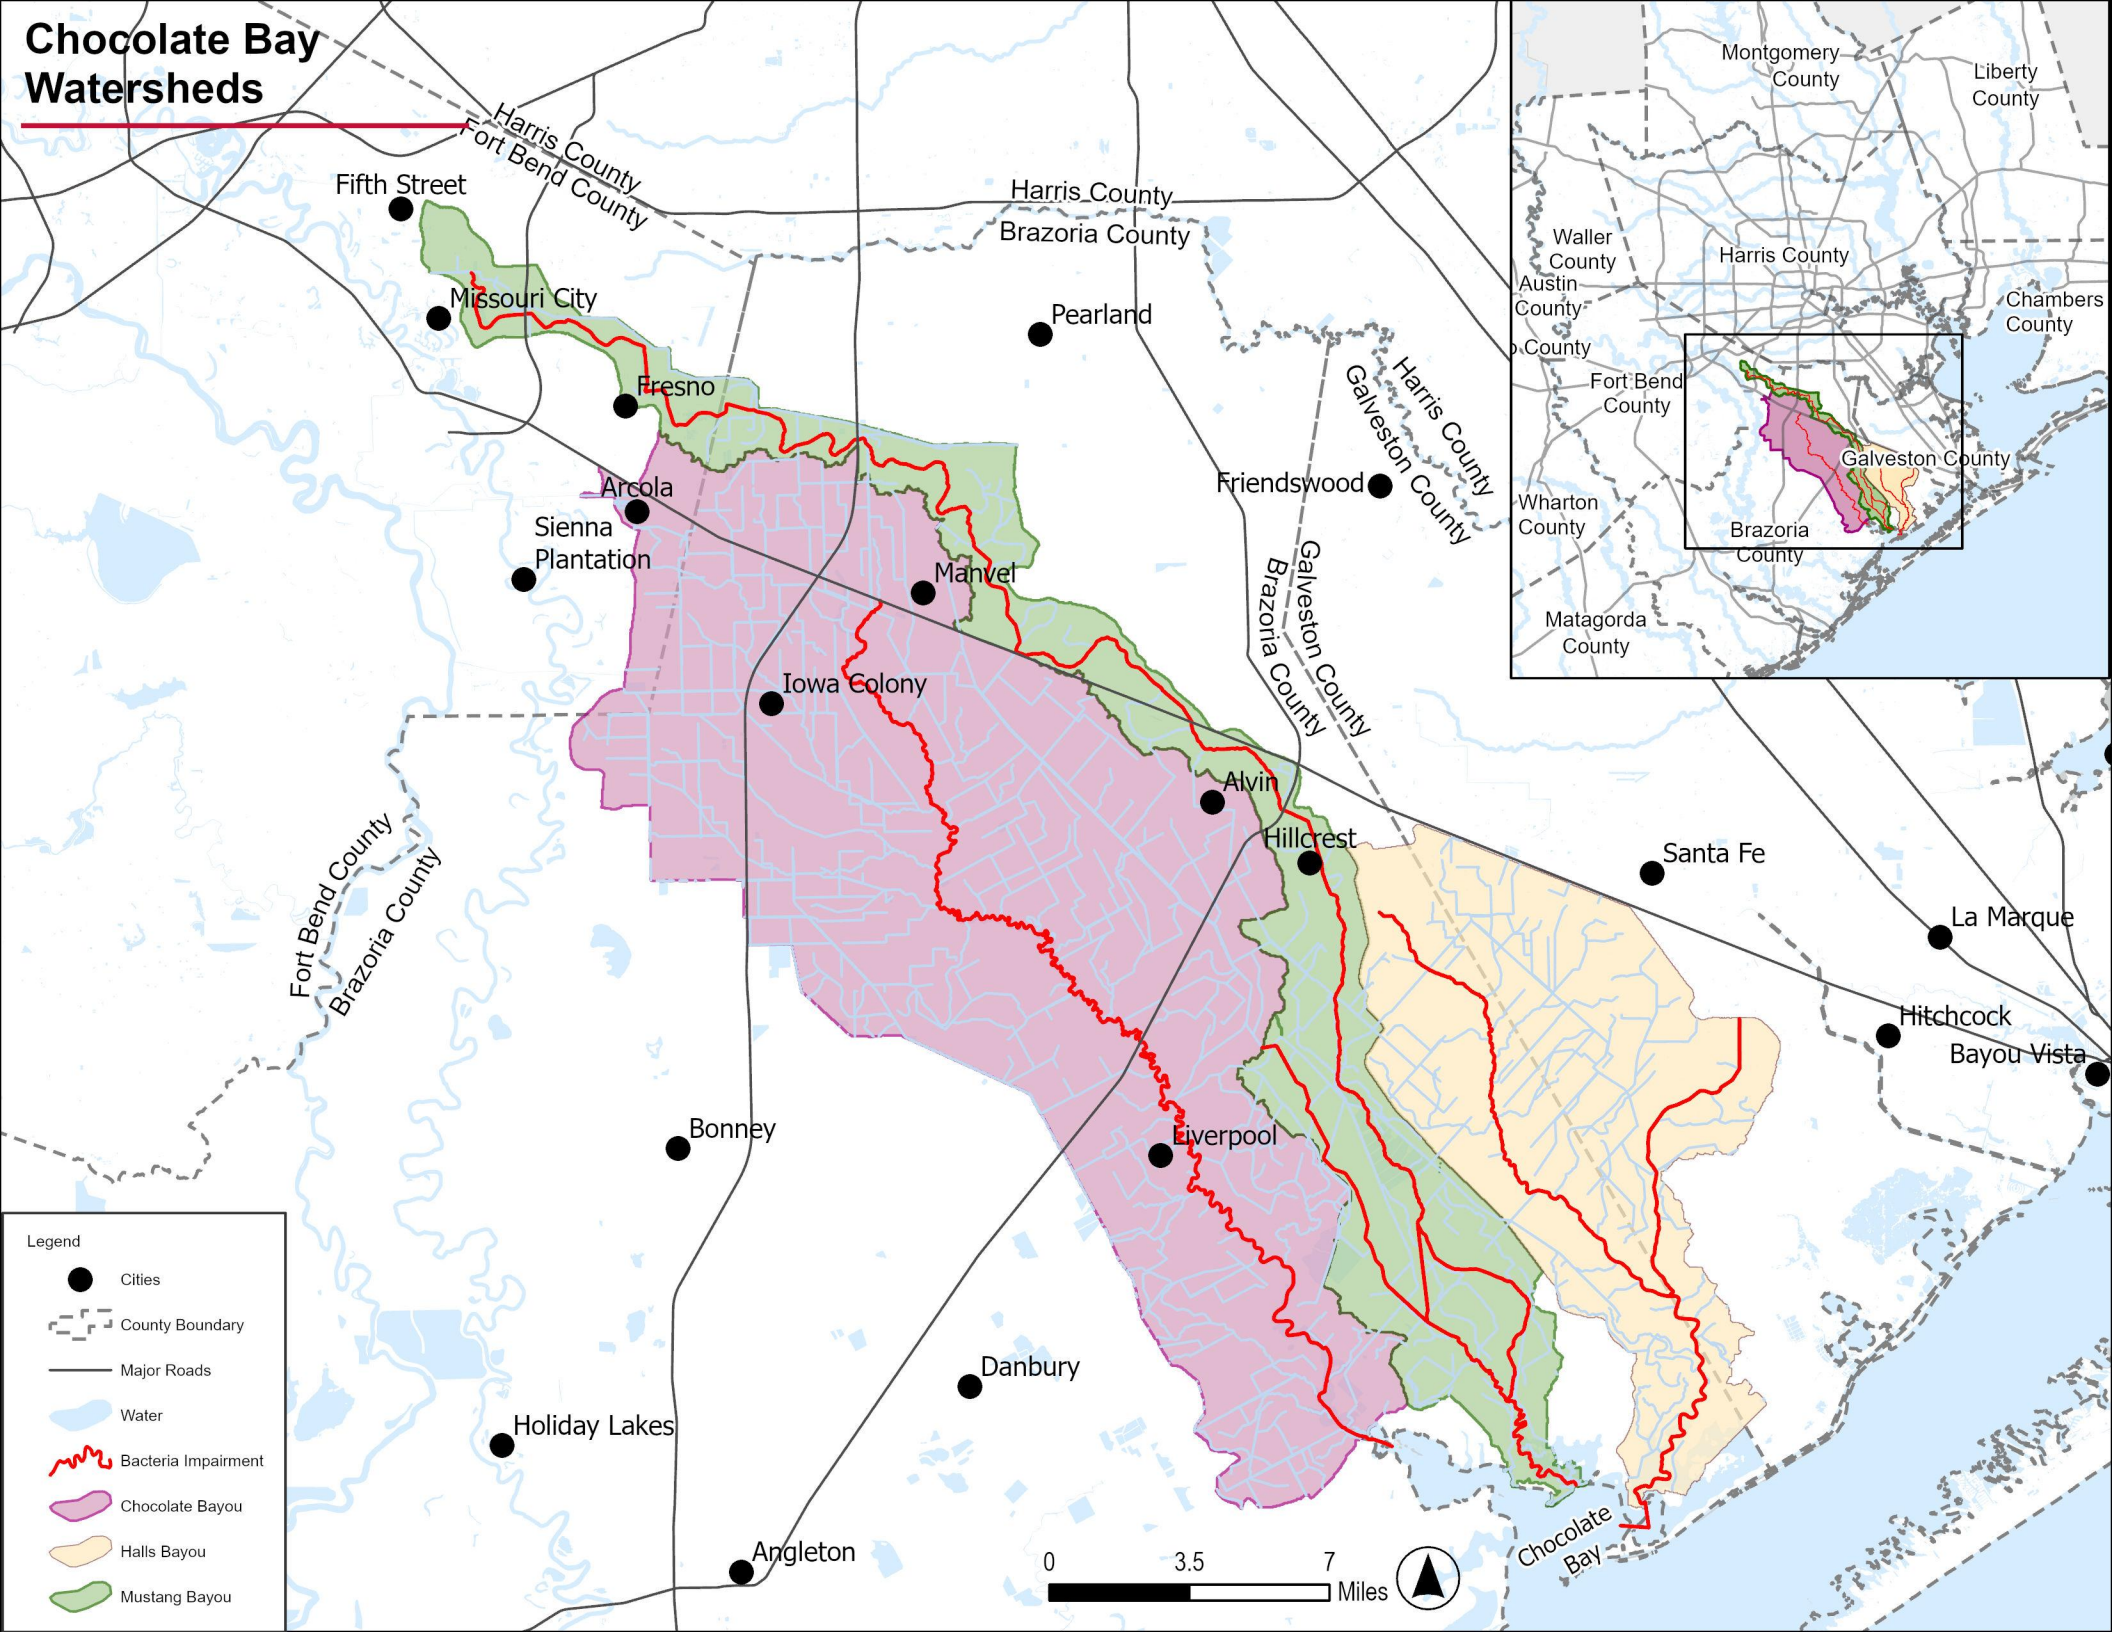 Chocolate Bay
Watersheds
Harris County
Fort Bend County
Fifth Street
Harris County
Brazoria County
Missouri City
Pearland
Fresno
Harris County
Galveston County
Friendswood
Arcola
Sienna
Plantation
Manvel
Galveston County
Brazoria County
Iowa Colony
Alvin
Hillcrest
Santa Fe
La Marque
Fort Bend County
Brazoria County
Hitchcock
Bayou Vista
Bonney
Liverpool
Danbury
Holiday Lakes
Angleton
Chocolate
Bay
0 3.5 7
Miles
Montgomery
County
Liberty
County
Waller
County
Harris County
Austin
County
Chambers
County
County
Fort Bend
County
Galveston County
Wharton
County
Brazoria
County
Matagorda
County
Legend
Cities
County Boundary
Major Roads
Water
Bacteria Impairment
Chocolate Bayou
Halls Bayou
Mustang Bayou